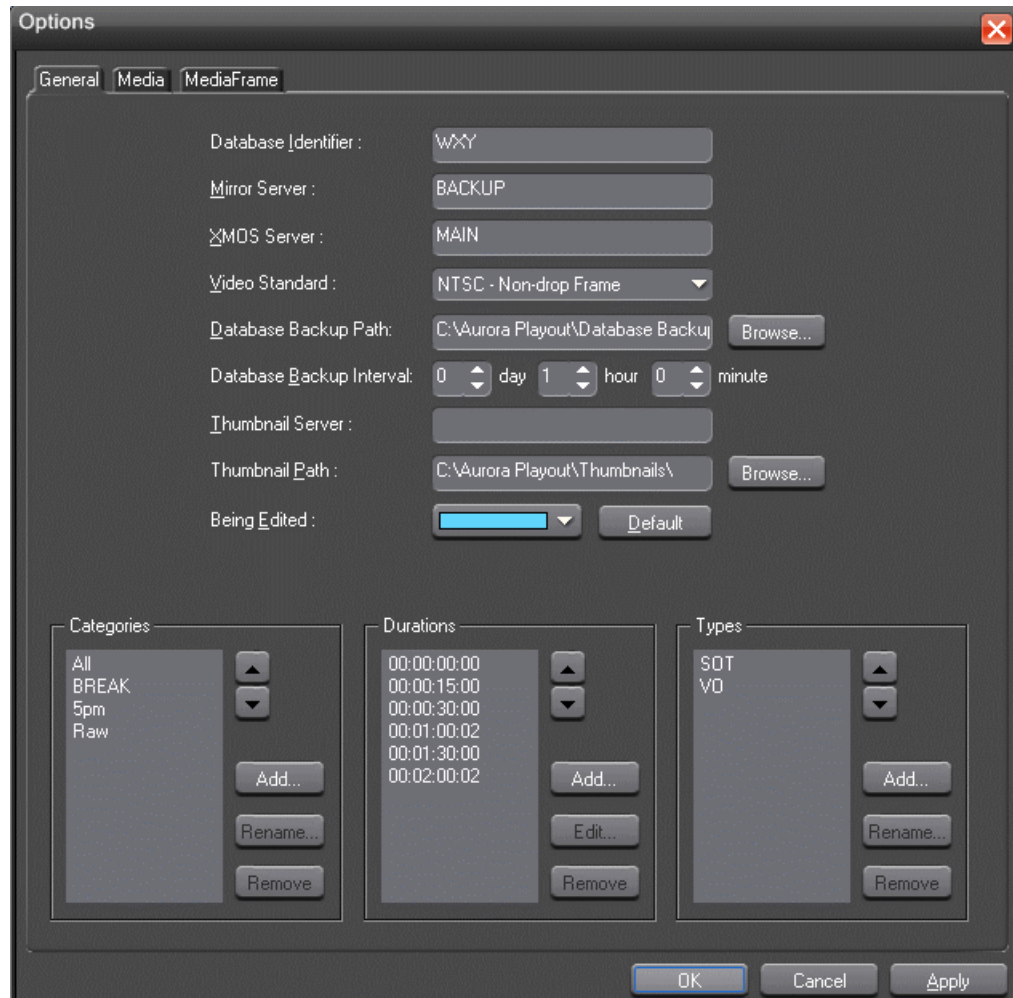 Options
General Media MediaFrame
Database Identifier : WXY
Mirror Server : BACKUP
XMOS Server : MAIN
Video Standard : NTSC - Non-drop Frame
Database Backup Path: C:\Aurora Playout\Database Backup Browse...
Database Backup Interval: 0 day 1 hour 0 minute
Thumbnail Server :
Thumbnail Path : C:\Aurora Playout\Thumbnails\ Browse...
Being Edited : Default
Categories
All
BREAK
5pm
Raw
Add...
Rename...
Remove
Durations
00:00:00:00
00:00:15:00
00:00:30:00
00:01:00:02
00:01:30:00
00:02:00:02
Add...
Edit...
Remove
Types
SOT
VO
Add...
Rename...
Remove
OK Cancel Apply